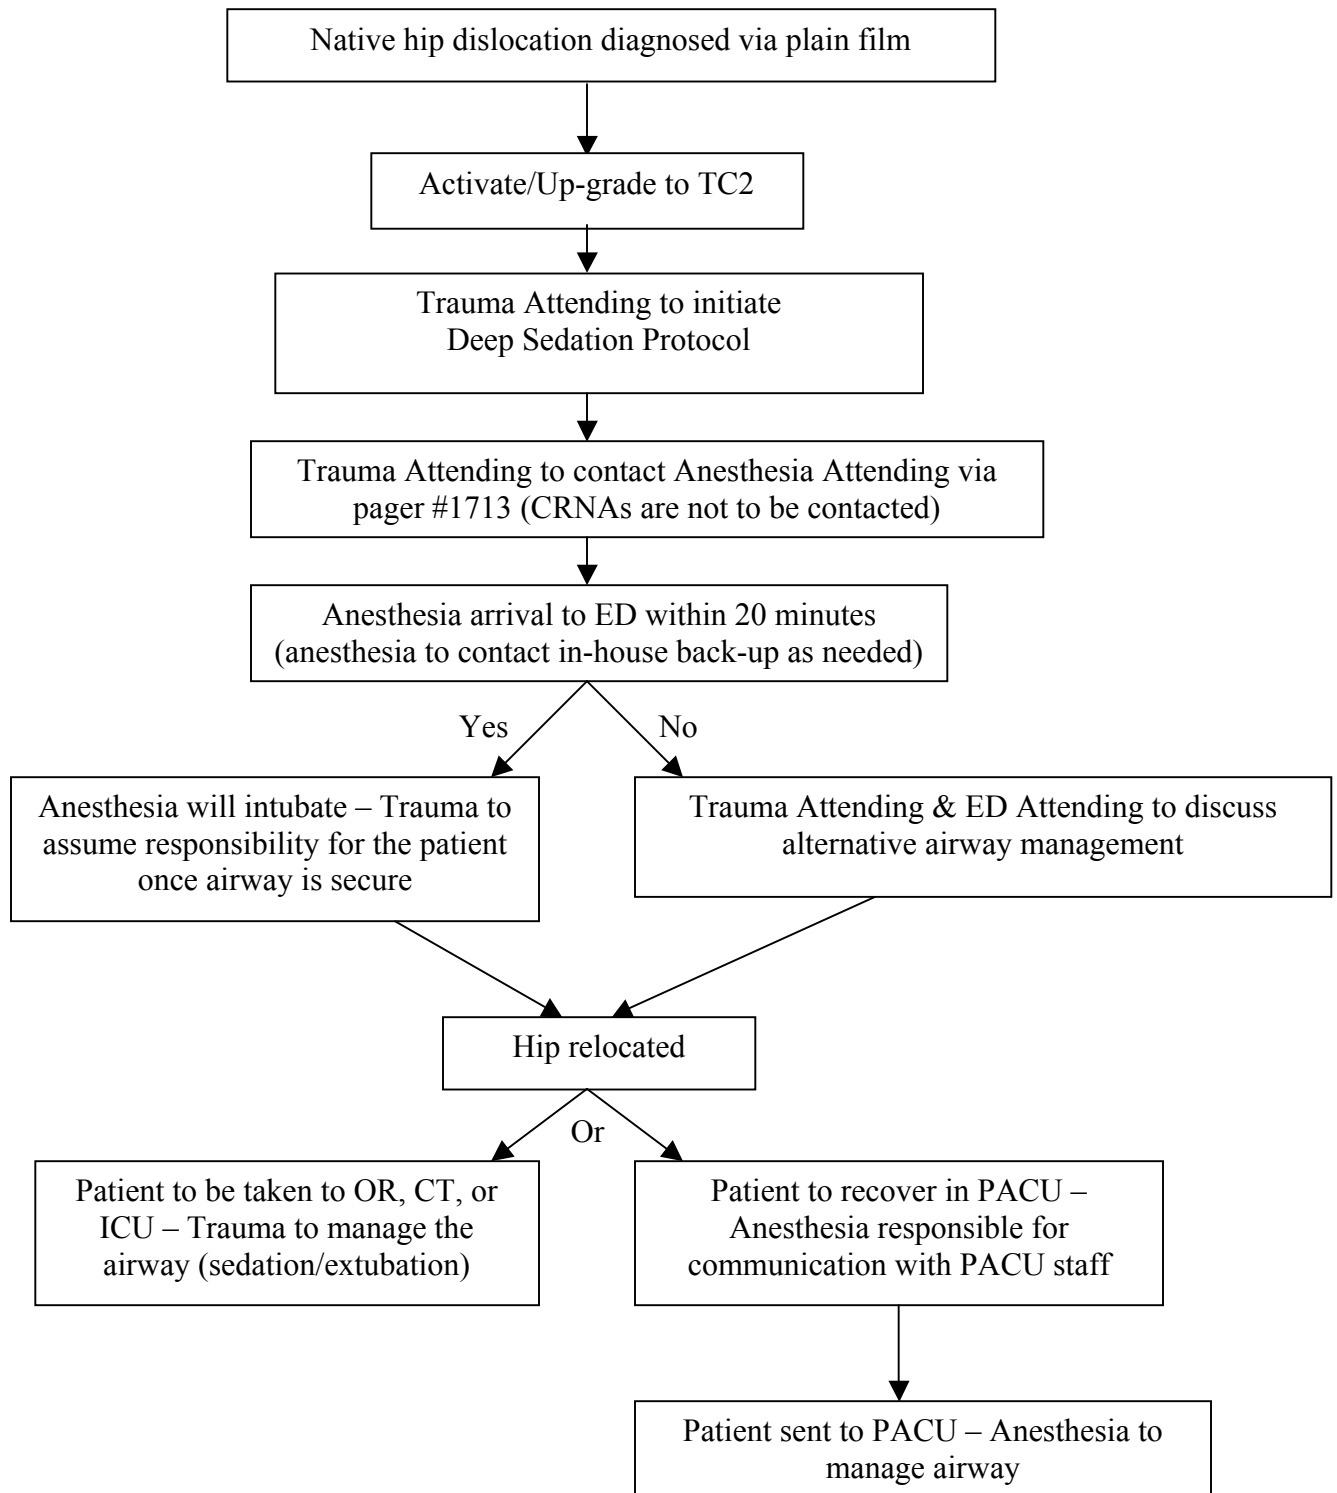 Native hip dislocation diagnosed via plain film
Activate/Up-grade to TC2
Trauma Attending to initiate
Deep Sedation Protocol
Trauma Attending to contact Anesthesia Attending via
pager #1713 (CRNAs are not to be contacted)
Anesthesia arrival to ED within 20 minutes
(anesthesia to contact in-house back-up as needed)
Yes
No
Anesthesia will intubate – Trauma to
assume responsibility for the patient
once airway is secure
Trauma Attending & ED Attending to discuss
alternative airway management
Hip relocated
Or
Patient to be taken to OR, CT, or
ICU – Trauma to manage the
airway (sedation/extubation)
Patient to recover in PACU –
Anesthesia responsible for
communication with PACU staff
Patient sent to PACU – Anesthesia to
manage airway